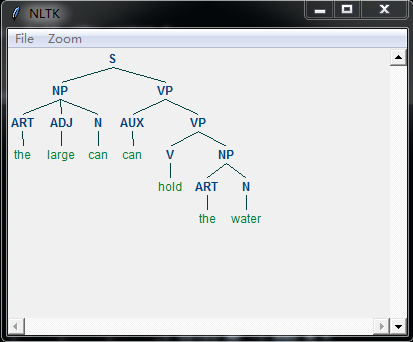 NLTK
File Zoom
S
NP VP
ART ADJ N AUX VP
the large can can V NP
hold ART N
the water